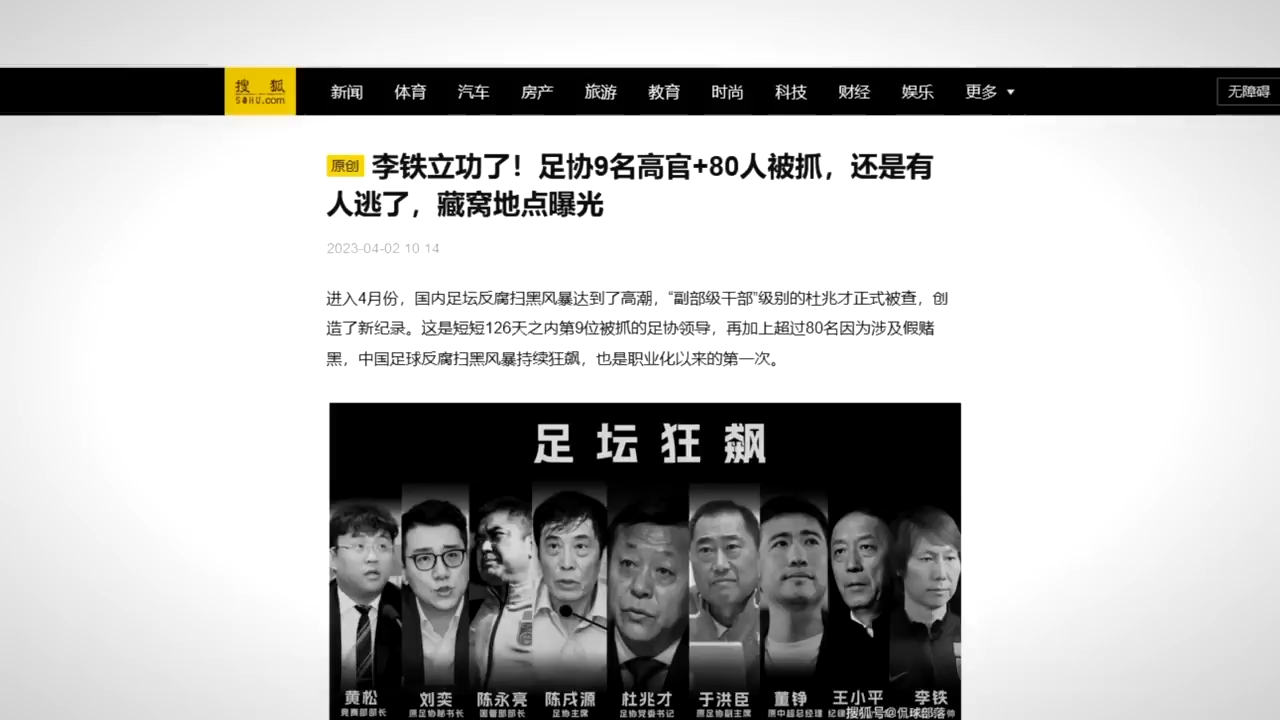 搜狐
SOHU.com
新闻 体育 汽车 房产 旅游 教育 时尚 科技 财经 娱乐 更多
无障碍
原创 李铁立功了！足协9名高官+80人被抓，还是有
人逃了，藏窝地点曝光
2023-04-02 10 14
进入4月份，国内足坛反腐扫黑风暴达到了高潮，“副部级干部”级别的杜兆才正式被查，创
造了新纪录。这是短短126天之内第9位被抓的足协领导，再加上超过80名因为涉及假赌
黑，中国足球反腐扫黑风暴持续狂飙，也是职业化以来的第一次。
足坛狂飙
黄松 刘奕 陈永亮 陈戌源 杜兆才 于洪臣 董铮 王小平 李铁
竞赛部部长 原足协秘书长 国管部部长 足协主席 足协党委书记 原足协副主席 原中超总经理
搜狐号@侃球部落